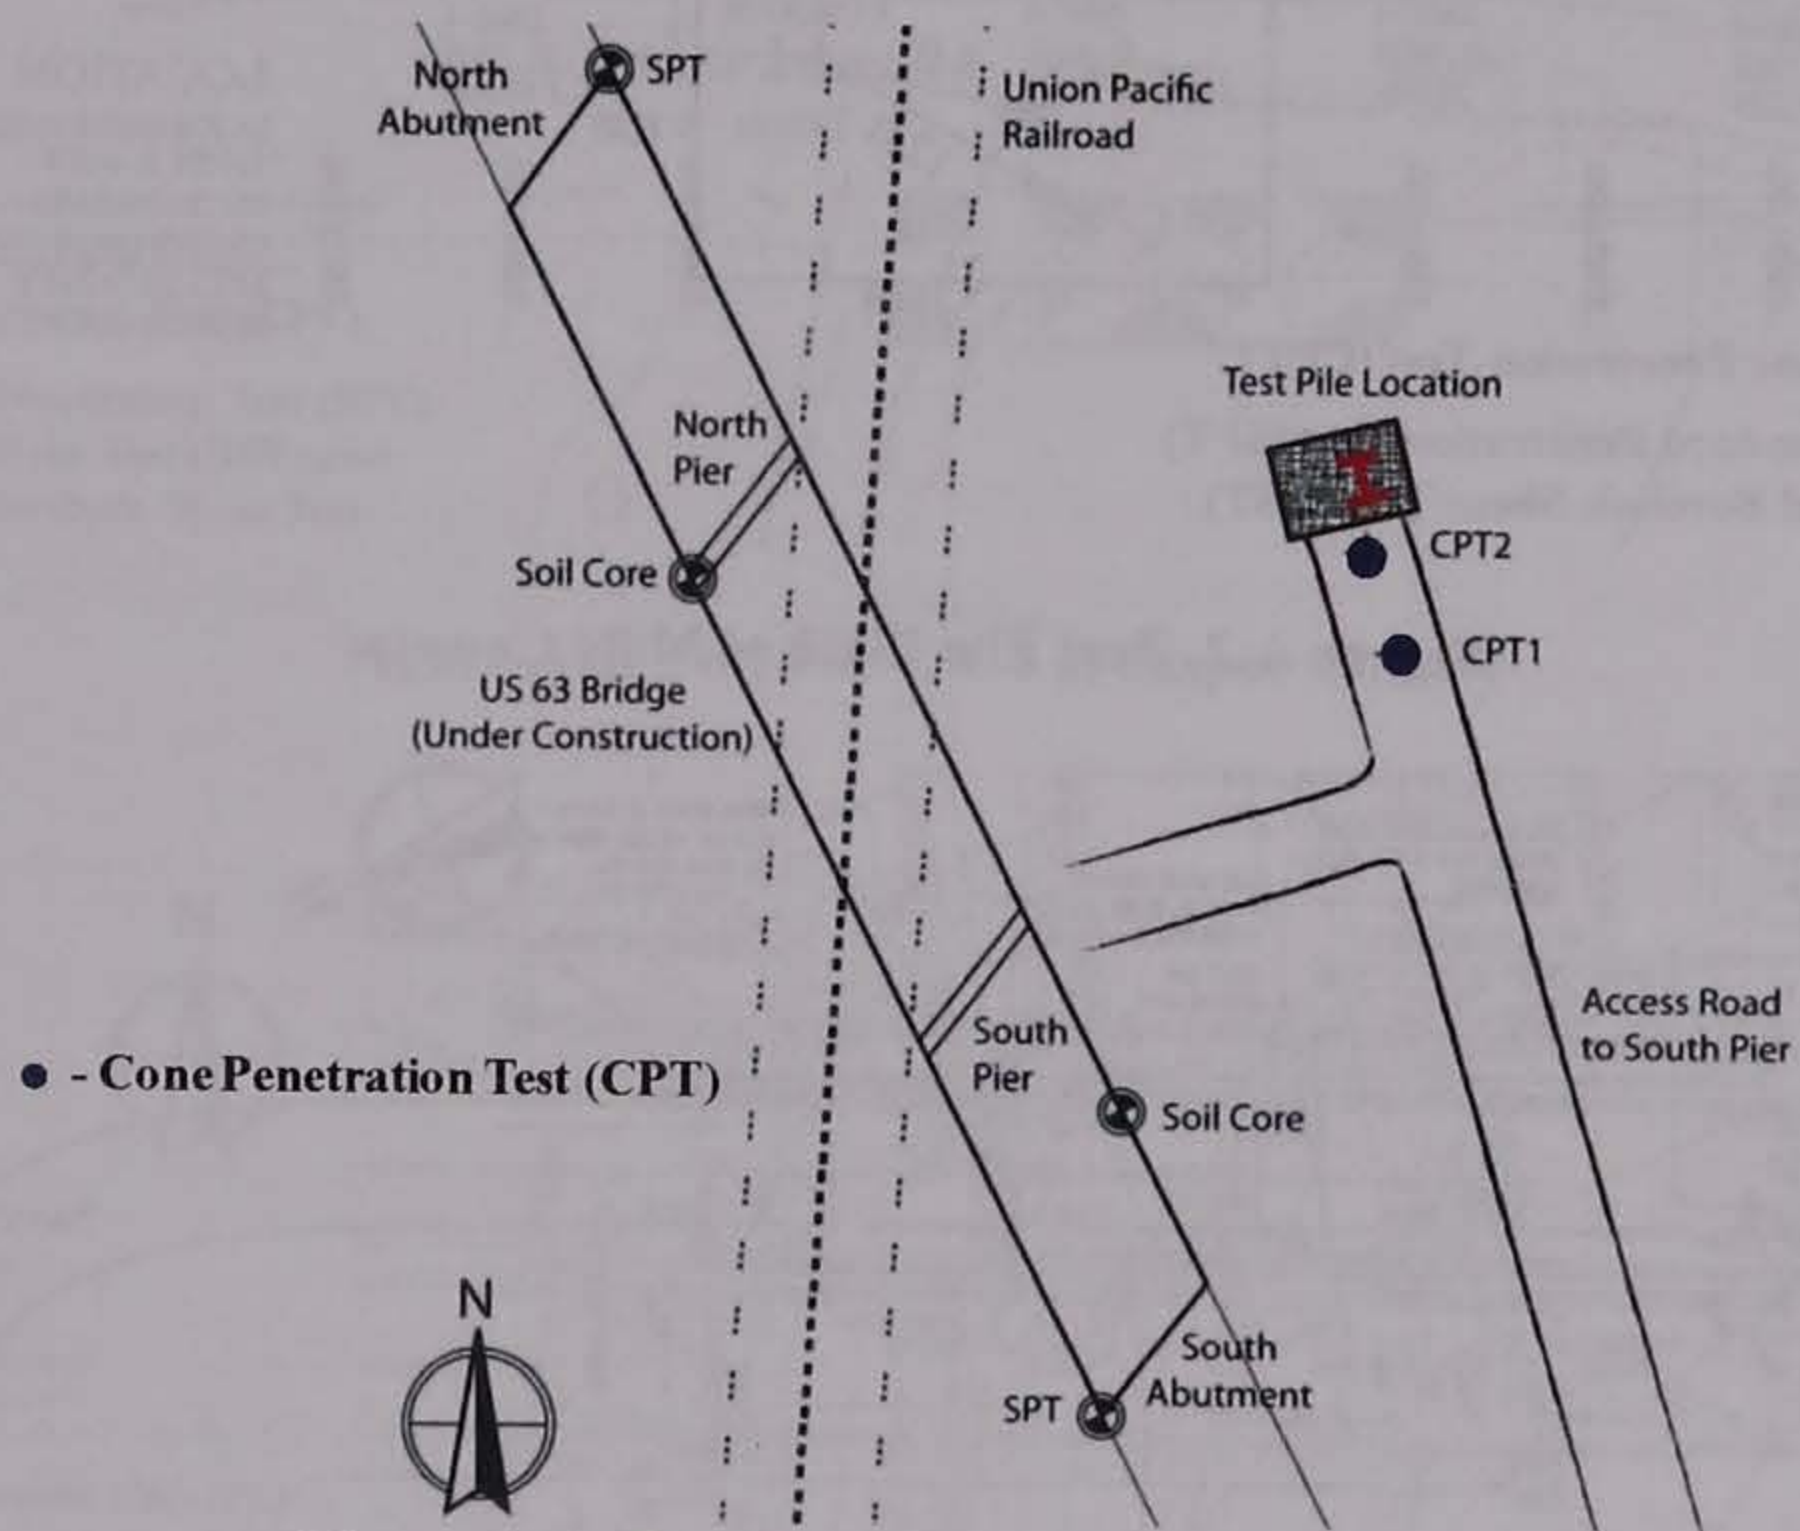 North
Abutment
SPT
Union Pacific
Railroad
Test Pile Location
North
Pier
CPT2
Soil Core
CPT1
US 63 Bridge
(Under Construction)
Access Road
to South Pier
South
Pier
- Cone Penetration Test (CPT)
Soil Core
N
South
Abutment
SPT